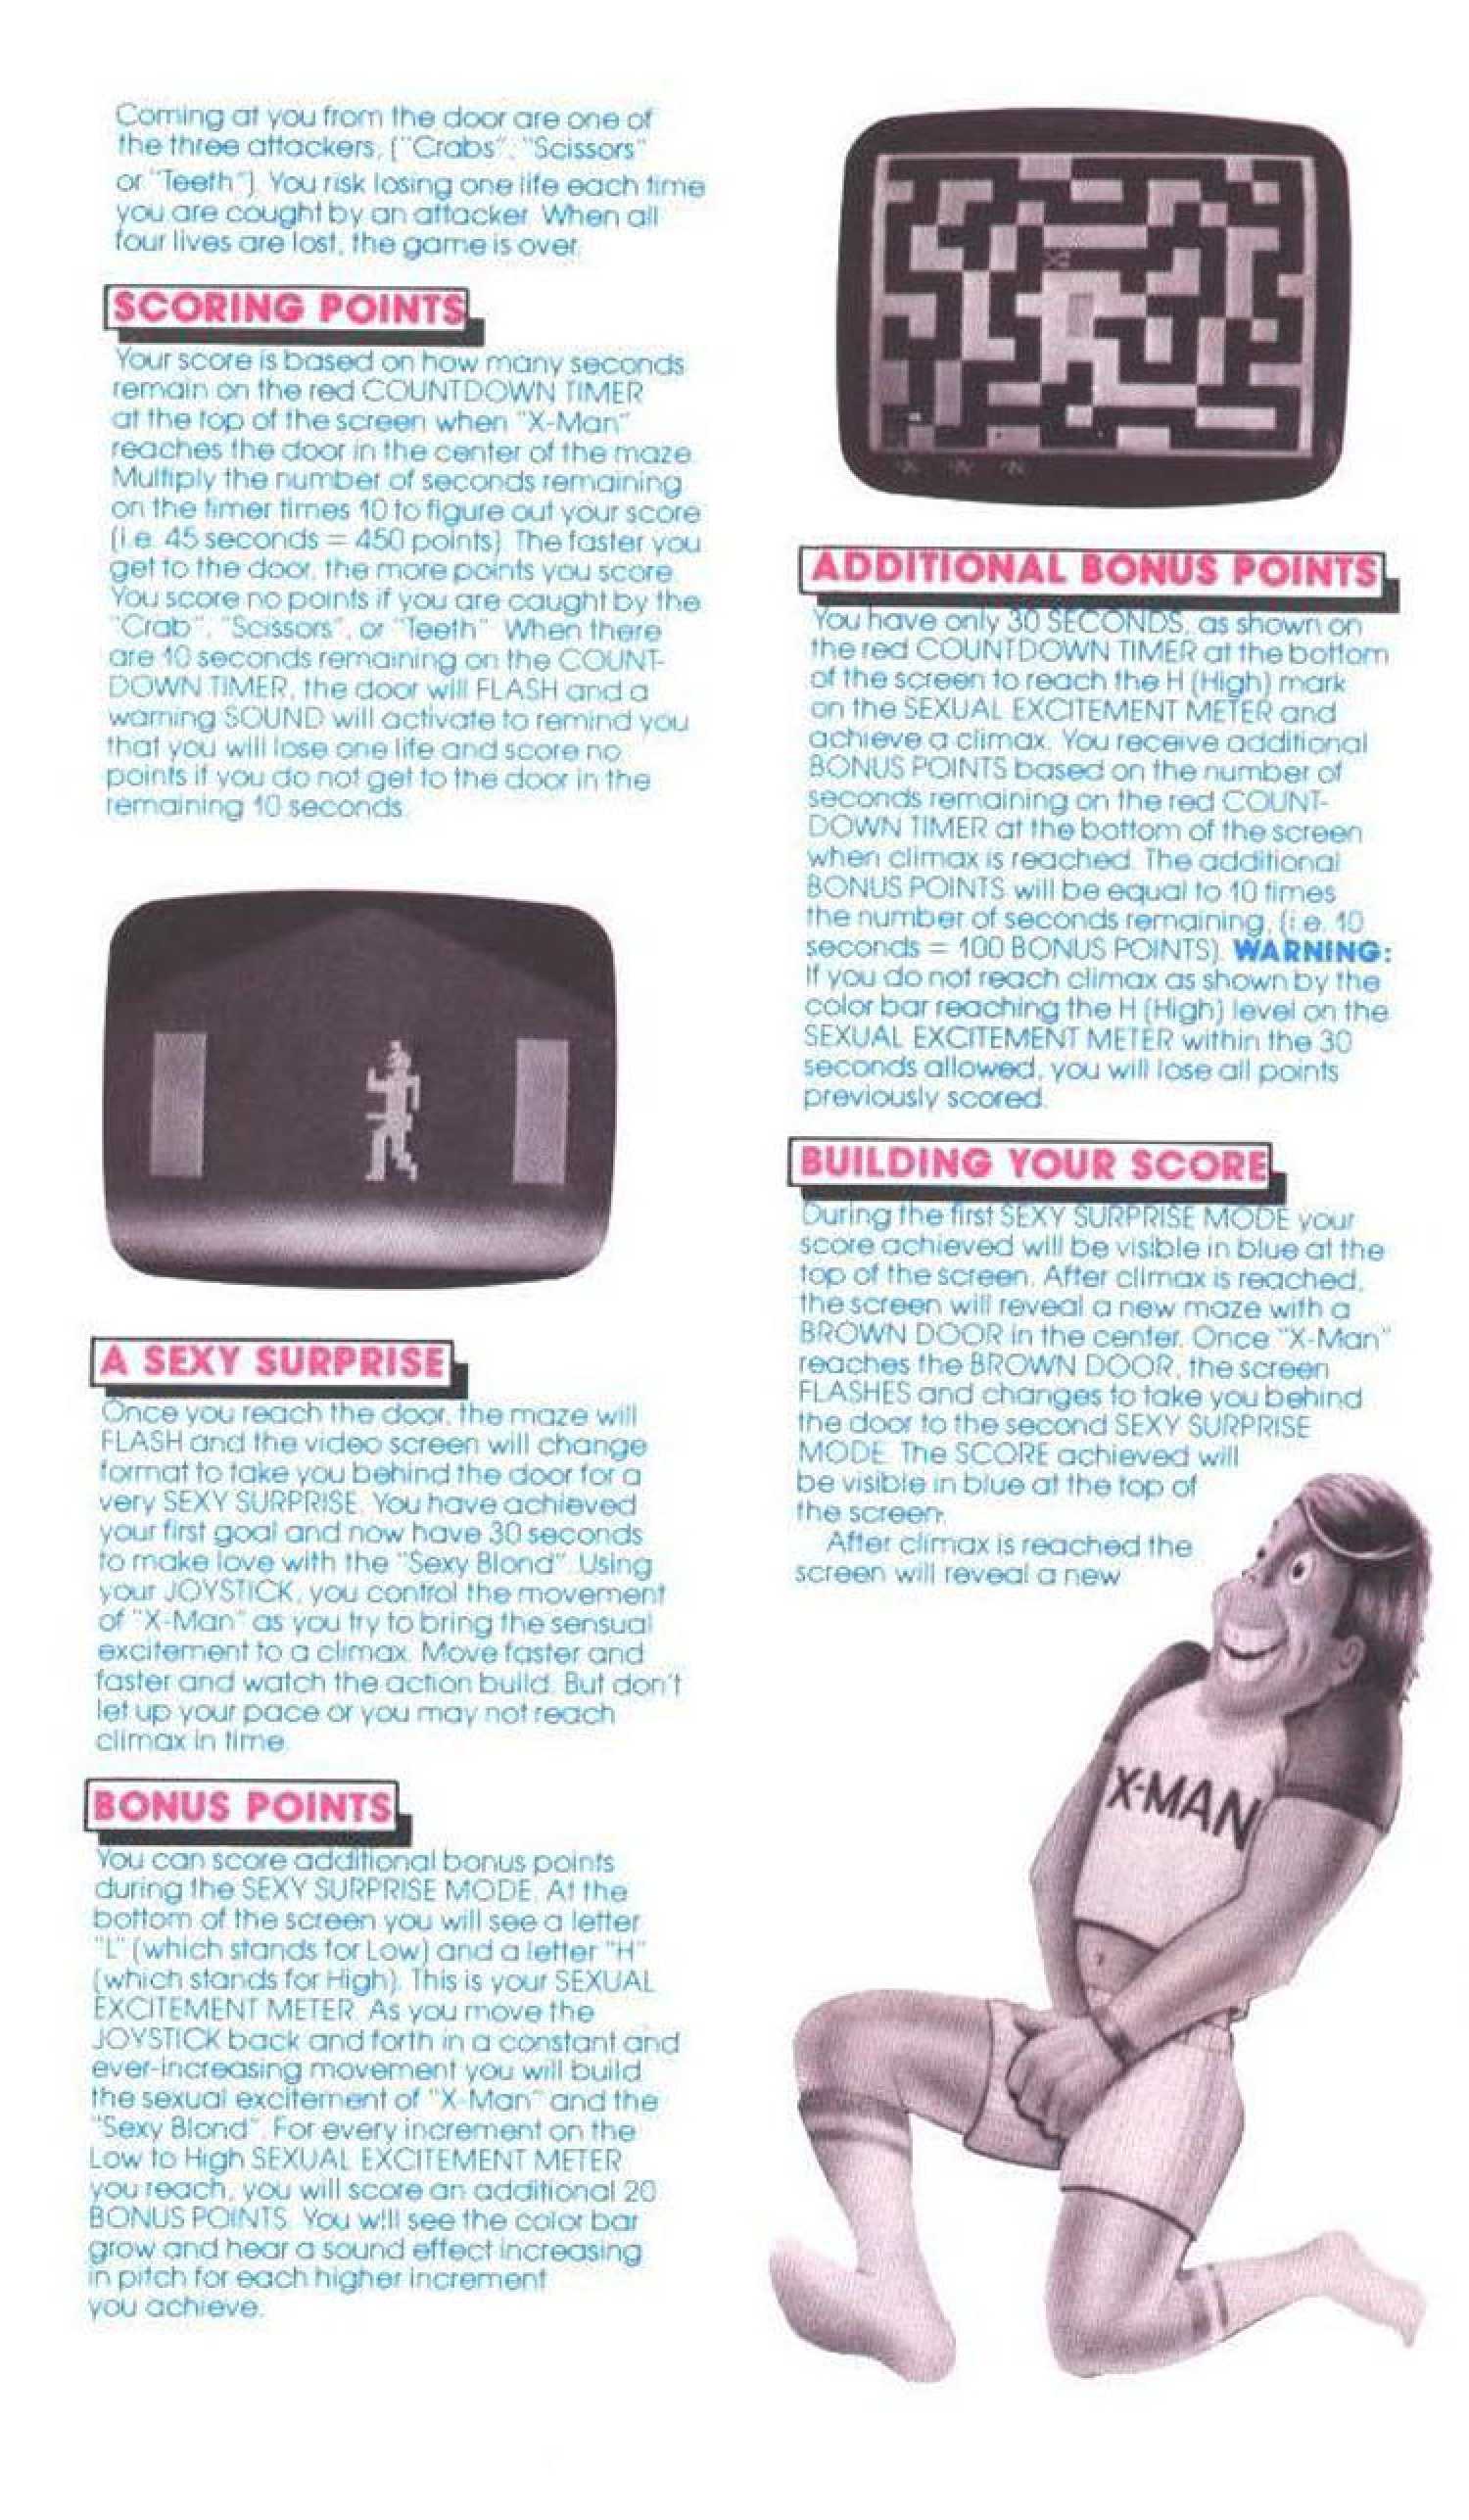 Coming at you from the door are one of
the three attackers, ("Crabs", "Scissors"
or "Teeth"). You risk losing one life each time
you are cought by an attacker. When all
four lives are lost, the game is over.
SCORING POINTS
Your score is based on how many seconds
remain on the red COUNTDOWN TIMER
at the top of the screen when "X-Man"
reaches the door in the center of the maze.
Multiply the number of seconds remaining
on the timer times 10 to figure out your score
(i.e. 45 seconds = 450 points). The faster you
get to the door, the more points you score.
You score no points if you are caught by the
"Crab", "Scissors", or "Teeth". When there
are 10 seconds remaining on the COUNT-
DOWN TIMER, the door will FLASH and a
warning SOUND will activate to remind you
that you will lose one life and score no
points if you do not get to the door in the
remaining 10 seconds.
A SEXY SURPRISE
Once you reach the door, the maze will
FLASH and the video screen will change
format to take you behind the door for a
very SEXY SURPRISE. You have achieved
your first goal and now have 30 seconds
to make love with the "Sexy Blond". Using
your JOYSTICK, you control the movement
of "X-Man" as you try to bring the sensual
excitement to a climax. Move faster and
faster and watch the action build. But don't
let up your pace or you may not reach
climax in time.
BONUS POINTS
You can score additional bonus points
during the SEXY SURPRISE MODE. At the
bottom of the screen you will see a letter
"L" (which stands for Low) and a letter "H"
(which stands for High). This is your SEXUAL
EXCITEMENT METER. As you move the
JOYSTICK back and forth in a constant and
ever-increasing movement you will build
the sexual excitement of "X-Man" and the
"Sexy Blond". For every increment on the
Low to High SEXUAL EXCITEMENT METER
you reach, you will score an additional 20
BONUS POINTS. You will see the color bar
grow and hear a sound effect increasing
in pitch for each higher increment
you achieve.
ADDITIONAL BONUS POINTS
You have only 30 SECONDS, as shown on
the red COUNTDOWN TIMER at the bottom
of the screen to reach the H (High) mark
on the SEXUAL EXCITEMENT METER and
achieve a climax. You receive additional
BONUS POINTS based on the number of
seconds remaining on the red COUNT-
DOWN TIMER at the bottom of the screen
when climax is reached. The additional
BONUS POINTS will be equal to 10 times
the number of seconds remaining, (i.e. 10
seconds = 100 BONUS POINTS). WARNING:
If you do not reach climax as shown by the
color bar reaching the H (High) level on the
SEXUAL EXCITEMENT METER within the 30
seconds allowed, you will lose all points
previously scored.
BUILDING YOUR SCORE
During the first SEXY SURPRISE MODE your
score achieved will be visible in blue at the
top of the screen. After climax is reached,
the screen will reveal a new maze with a
BROWN DOOR in the center. Once "X-Man"
reaches the BROWN DOOR, the screen
FLASHES and changes to take you behind
the door to the second SEXY SURPRISE
MODE. The SCORE achieved will
be visible in blue at the top of
the screen.
After climax is reached the
screen will reveal a new
X-MAN